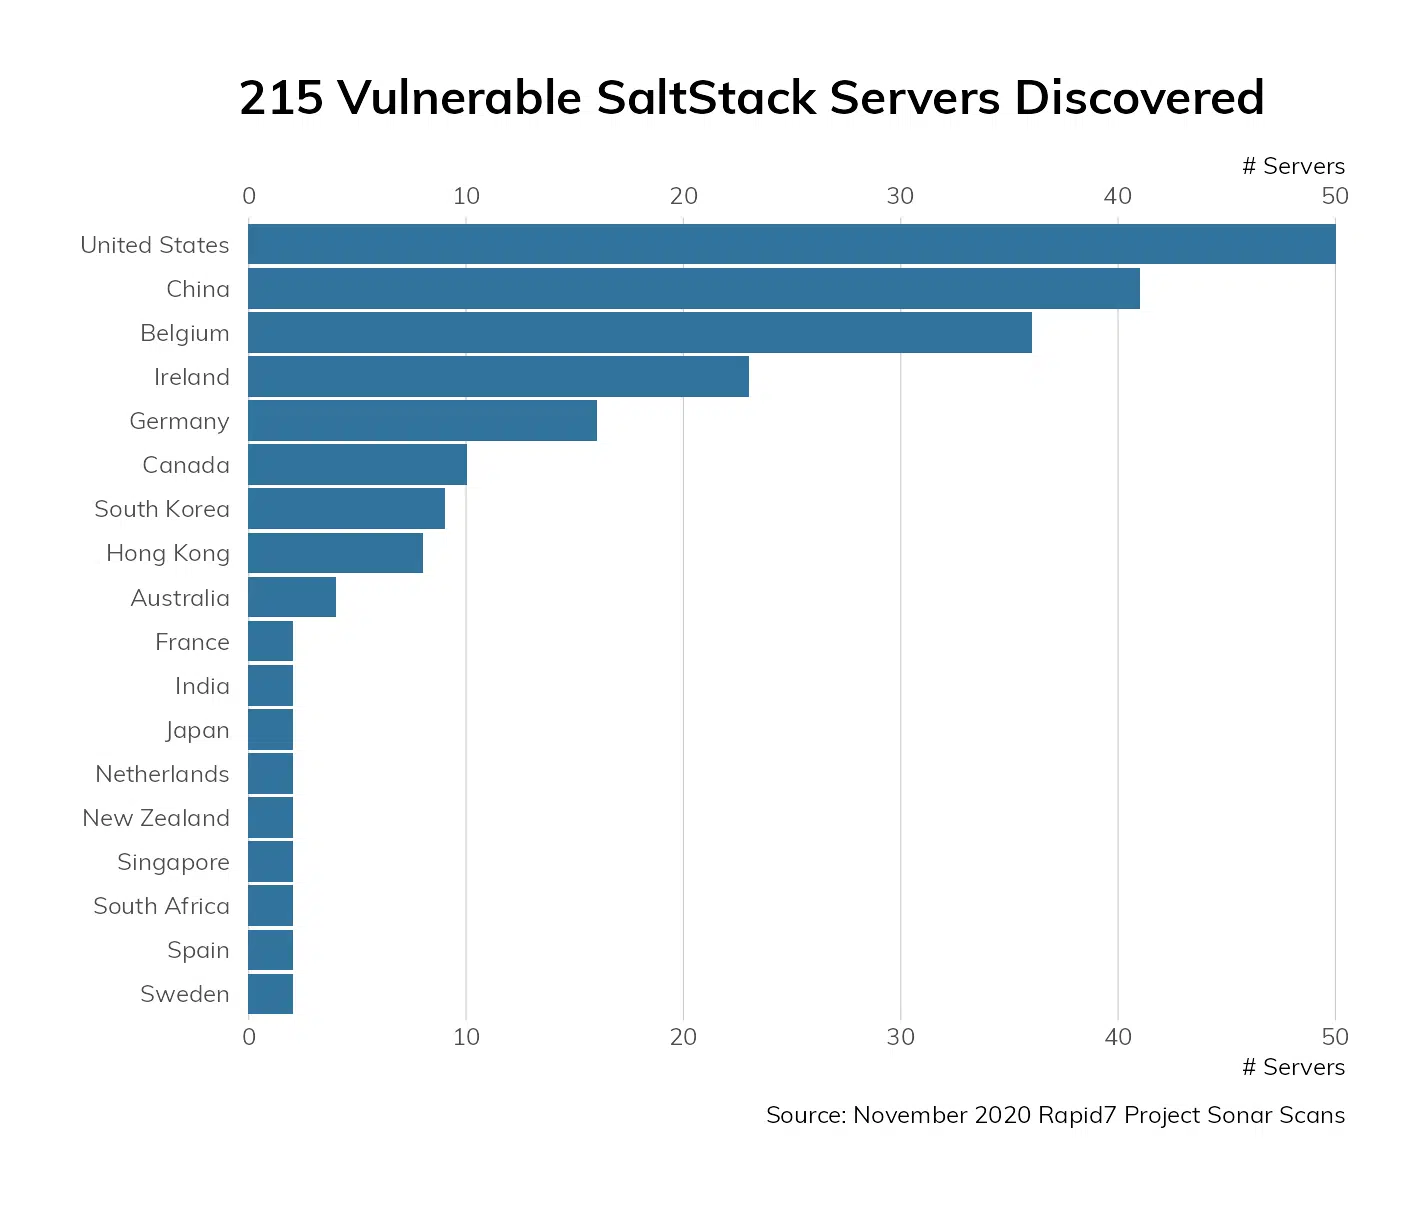 215 Vulnerable SaltStack Servers Discovered
# Servers
0 10 20 30 40 50
United States
China
Belgium
Ireland
Germany
Canada
South Korea
Hong Kong
Australia
France
India
Japan
Netherlands
New Zealand
Singapore
South Africa
Spain
Sweden
0 10 20 30 40 50
# Servers
Source: November 2020 Rapid7 Project Sonar Scans